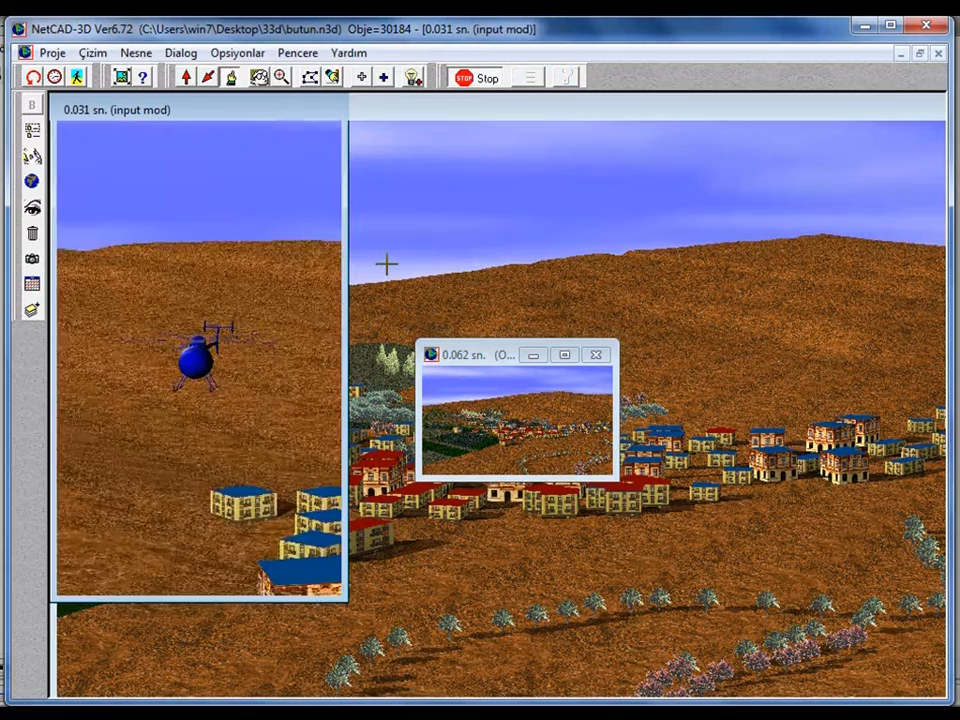 NetCAD-3D Ver6.72 (C:\Users\win7\Desktop\33d\butun.n3d) Obje=30184 - [0.031 sn. (input mod)]
Proje Çizim Nesne Dialog Opsiyonlar Pencere Yardım
STOP Stop
B
0.031 sn. (input mod)
0.062 sn. (O...